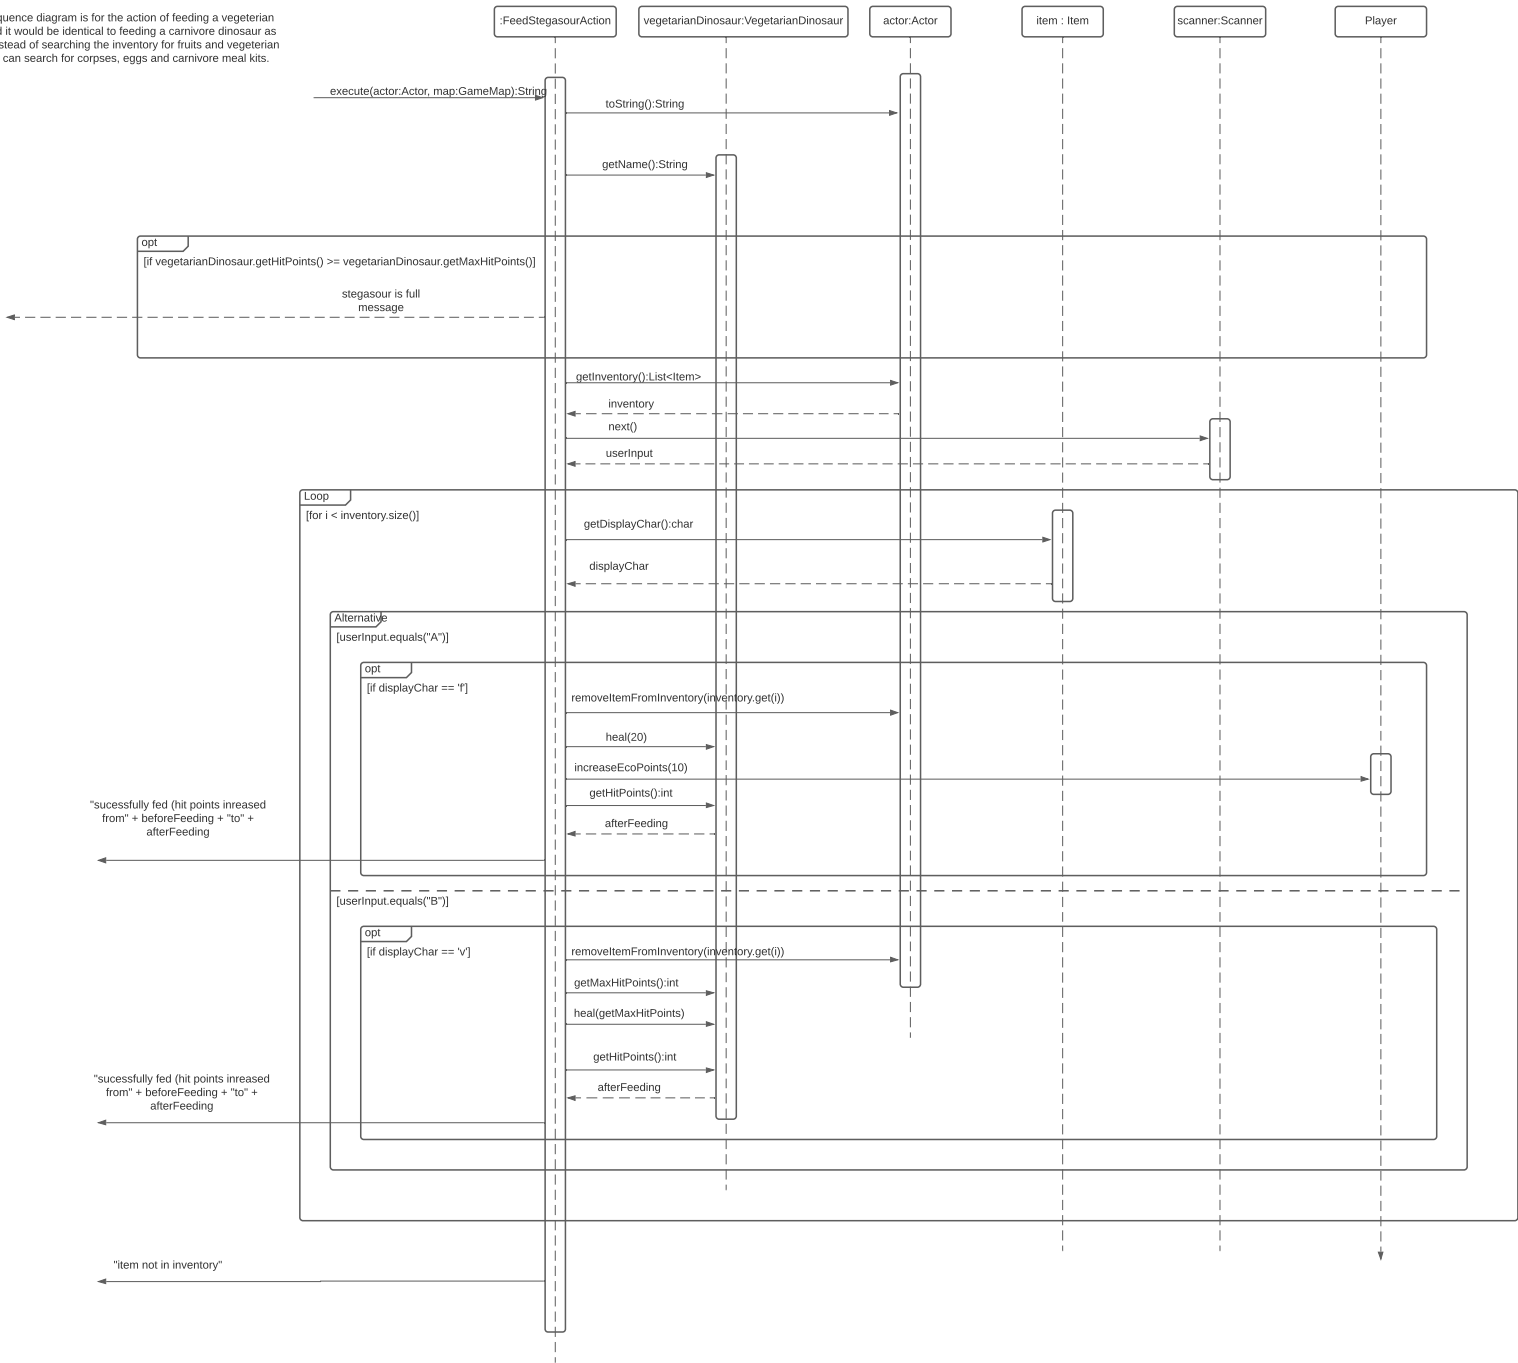 quence diagram is for the action of feeding a vegeterian
it would be identical to feeding a carnivore dinosaur as
stead of searching the inventory for fruits and vegeterian
can search for corpses, eggs and carnivore meal kits.
:FeedStegasourAction
vegetarianDinosaur:VegetarianDinosaur
actor:Actor
item : Item
scanner:Scanner
Player
execute(actor:Actor, map:GameMap):String
toString():String
getName():String
opt
[if vegetarianDinosaur.getHitPoints() >= vegetarianDinosaur.getMaxHitPoints()]
stegasour is full
message
getInventory():List<Item>
inventory
next()
userInput
Loop
[for i < inventory.size()]
getDisplayChar():char
displayChar
Alternative
[userInput.equals("A")]
opt
[if displayChar == 'f']
removeItemFromInventory(inventory.get(i))
heal(20)
increaseEcoPoints(10)
getHitPoints():int
afterFeeding
"sucessfully fed (hit points inreased
from" + beforeFeeding + "to" +
afterFeeding
[userInput.equals("B")]
opt
[if displayChar == 'v']
removeItemFromInventory(inventory.get(i))
getMaxHitPoints():int
heal(getMaxHitPoints)
getHitPoints():int
afterFeeding
"sucessfully fed (hit points inreased
from" + beforeFeeding + "to" +
afterFeeding
"item not in inventory"